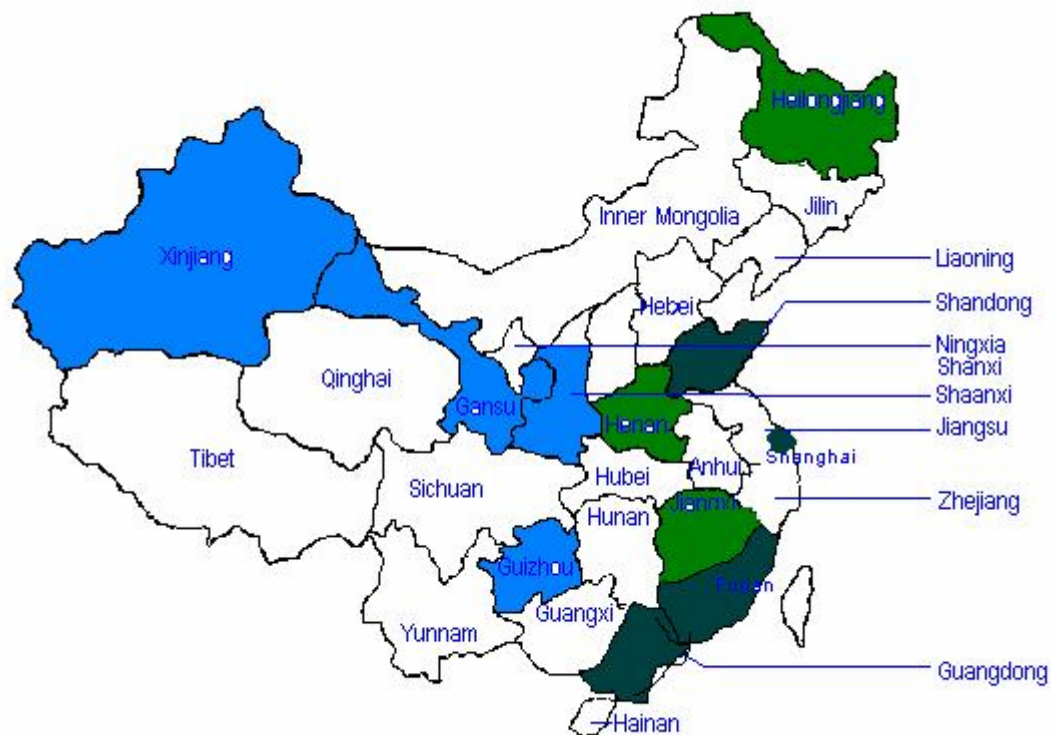 Heilongjiang
Jilin
Inner Mongolia
Xinjiang
Liaoning
Hebei
Shandong
Ningxia
Shanxi
Qinghai
Shaanxi
Gansu
Henan
Jiangsu
Tibet
Shanghai
Anhui
Hubei
Sichuan
Zhejiang
Hunan
Guizhou
Guangxi
Yunnam
Guangdong
Hainan